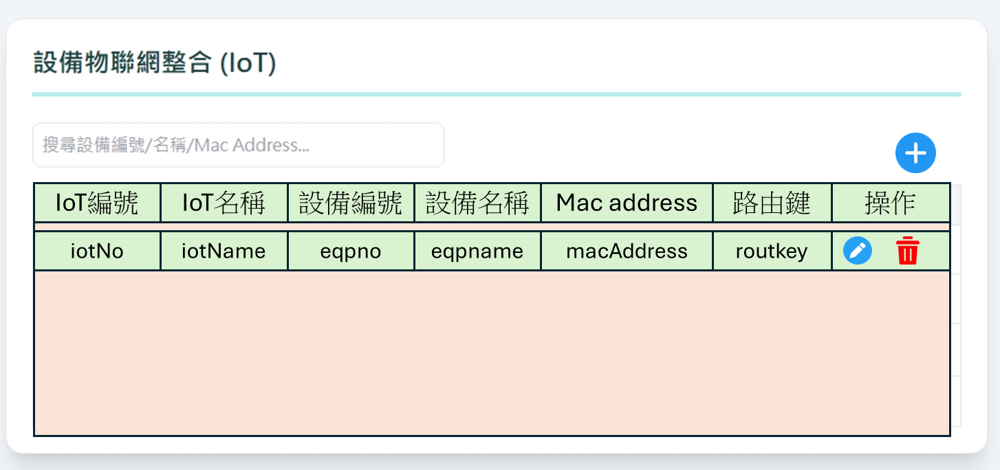 設備物聯網整合 (IoT)
搜尋設備編號/名稱/Mac Address...
IoT編號 IoT名稱 設備編號 設備名稱 Mac address 路由鍵 操作
iotNo iotName eqpno eqpname macAddress routkey